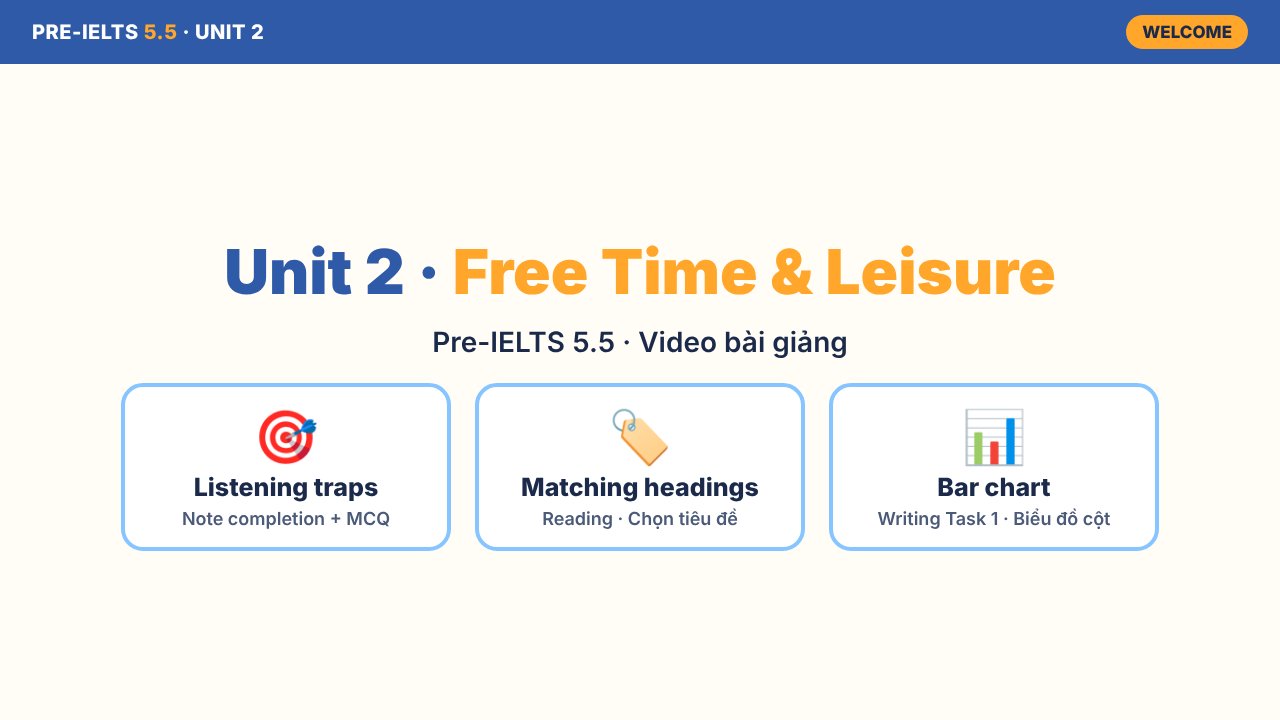 PRE-IELTS 5.5 · UNIT 2
WELCOME
Unit 2 · Free Time & Leisure
Pre-IELTS 5.5 · Video bài giảng
Listening traps
Note completion + MCQ
Matching headings
Reading · Chọn tiêu đề
Bar chart
Writing Task 1 · Biểu đồ cột